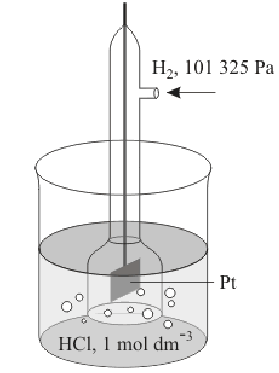 H₂, 101 325 Pa
Pt
HCl, 1 mol dm⁻³